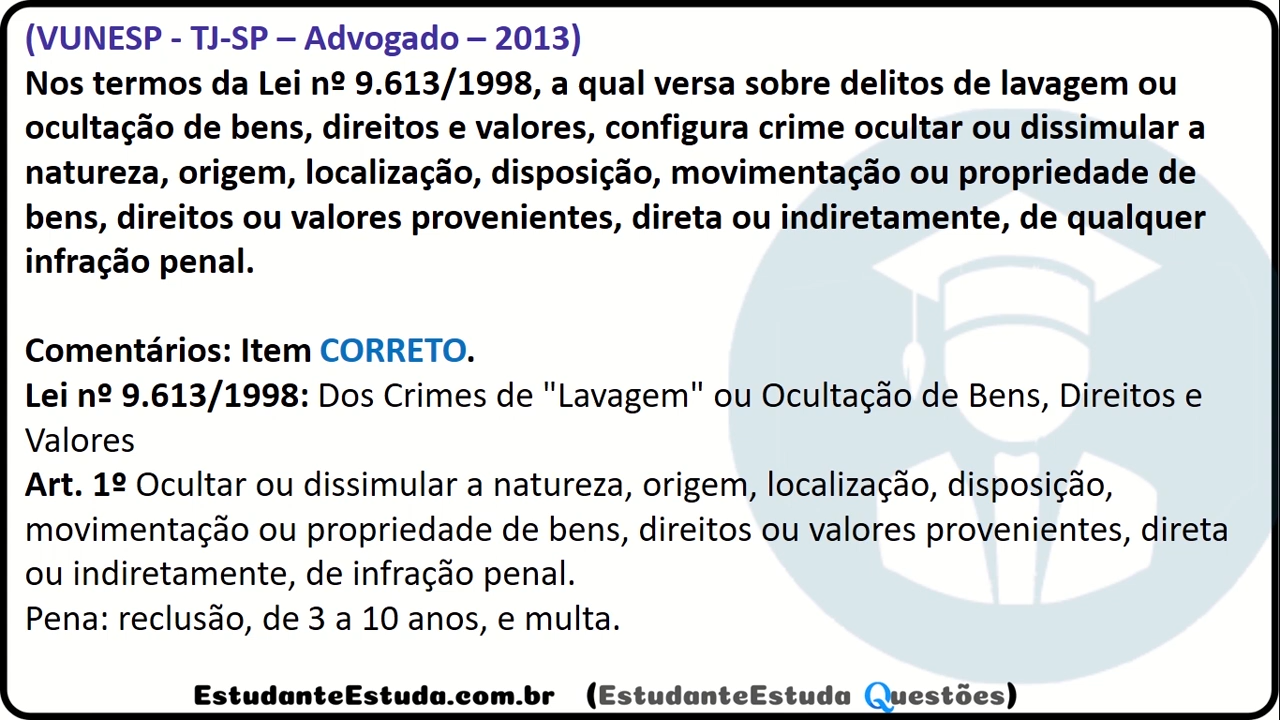 (VUNESP - TJ-SP – Advogado – 2013)
Nos termos da Lei nº 9.613/1998, a qual versa sobre delitos de lavagem ou
ocultação de bens, direitos e valores, configura crime ocultar ou dissimular a
natureza, origem, localização, disposição, movimentação ou propriedade de
bens, direitos ou valores provenientes, direta ou indiretamente, de qualquer
infração penal.
Comentários: Item CORRETO.
Lei nº 9.613/1998: Dos Crimes de "Lavagem" ou Ocultação de Bens, Direitos e
Valores
Art. 1º Ocultar ou dissimular a natureza, origem, localização, disposição,
movimentação ou propriedade de bens, direitos ou valores provenientes, direta
ou indiretamente, de infração penal.
Pena: reclusão, de 3 a 10 anos, e multa.
EstudanteEstuda.com.br (EstudanteEstuda Questões)